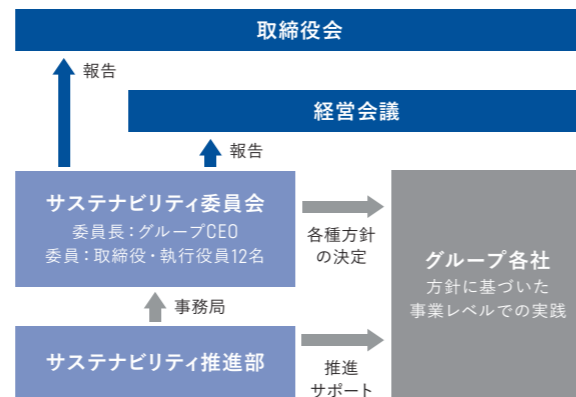 取締役会
報告
経営会議
報告
サステナビリティ委員会
委員長：グループCEO
委員：取締役・執行役員12名
各種方針
の決定
グループ各社
方針に基づいた
事業レベルでの実践
事務局
サステナビリティ推進部
推進
サポート